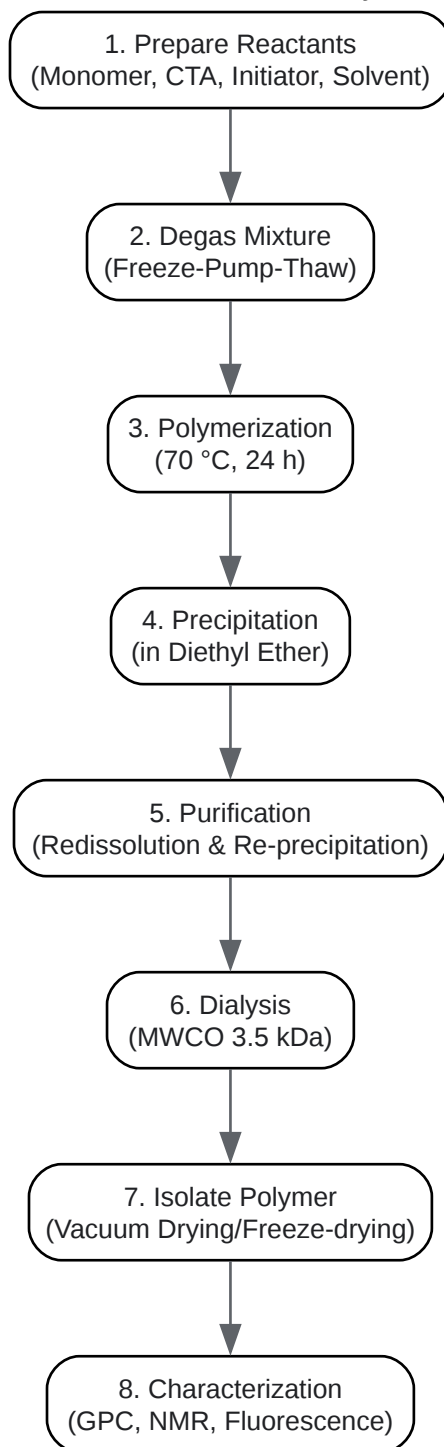 1. Prepare Reactants
(Monomer, CTA, Initiator, Solvent)
2. Degas Mixture
(Freeze-Pump-Thaw)
3. Polymerization
(70 °C, 24 h)
4. Precipitation
(in Diethyl Ether)
5. Purification
(Redissolution & Re-precipitation)
6. Dialysis
(MWCO 3.5 kDa)
7. Isolate Polymer
(Vacuum Drying/Freeze-drying)
8. Characterization
(GPC, NMR, Fluorescence)